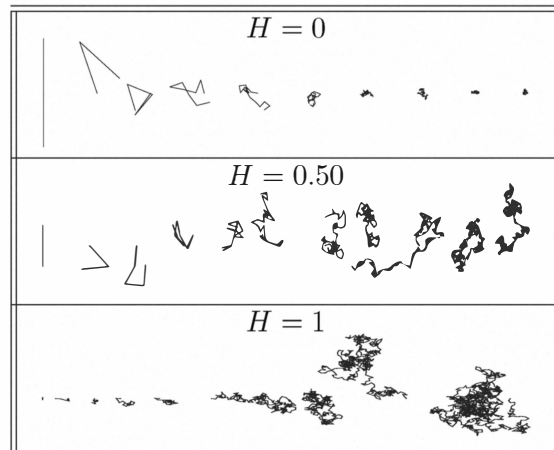 H = 0
H = 0.50
H = 1